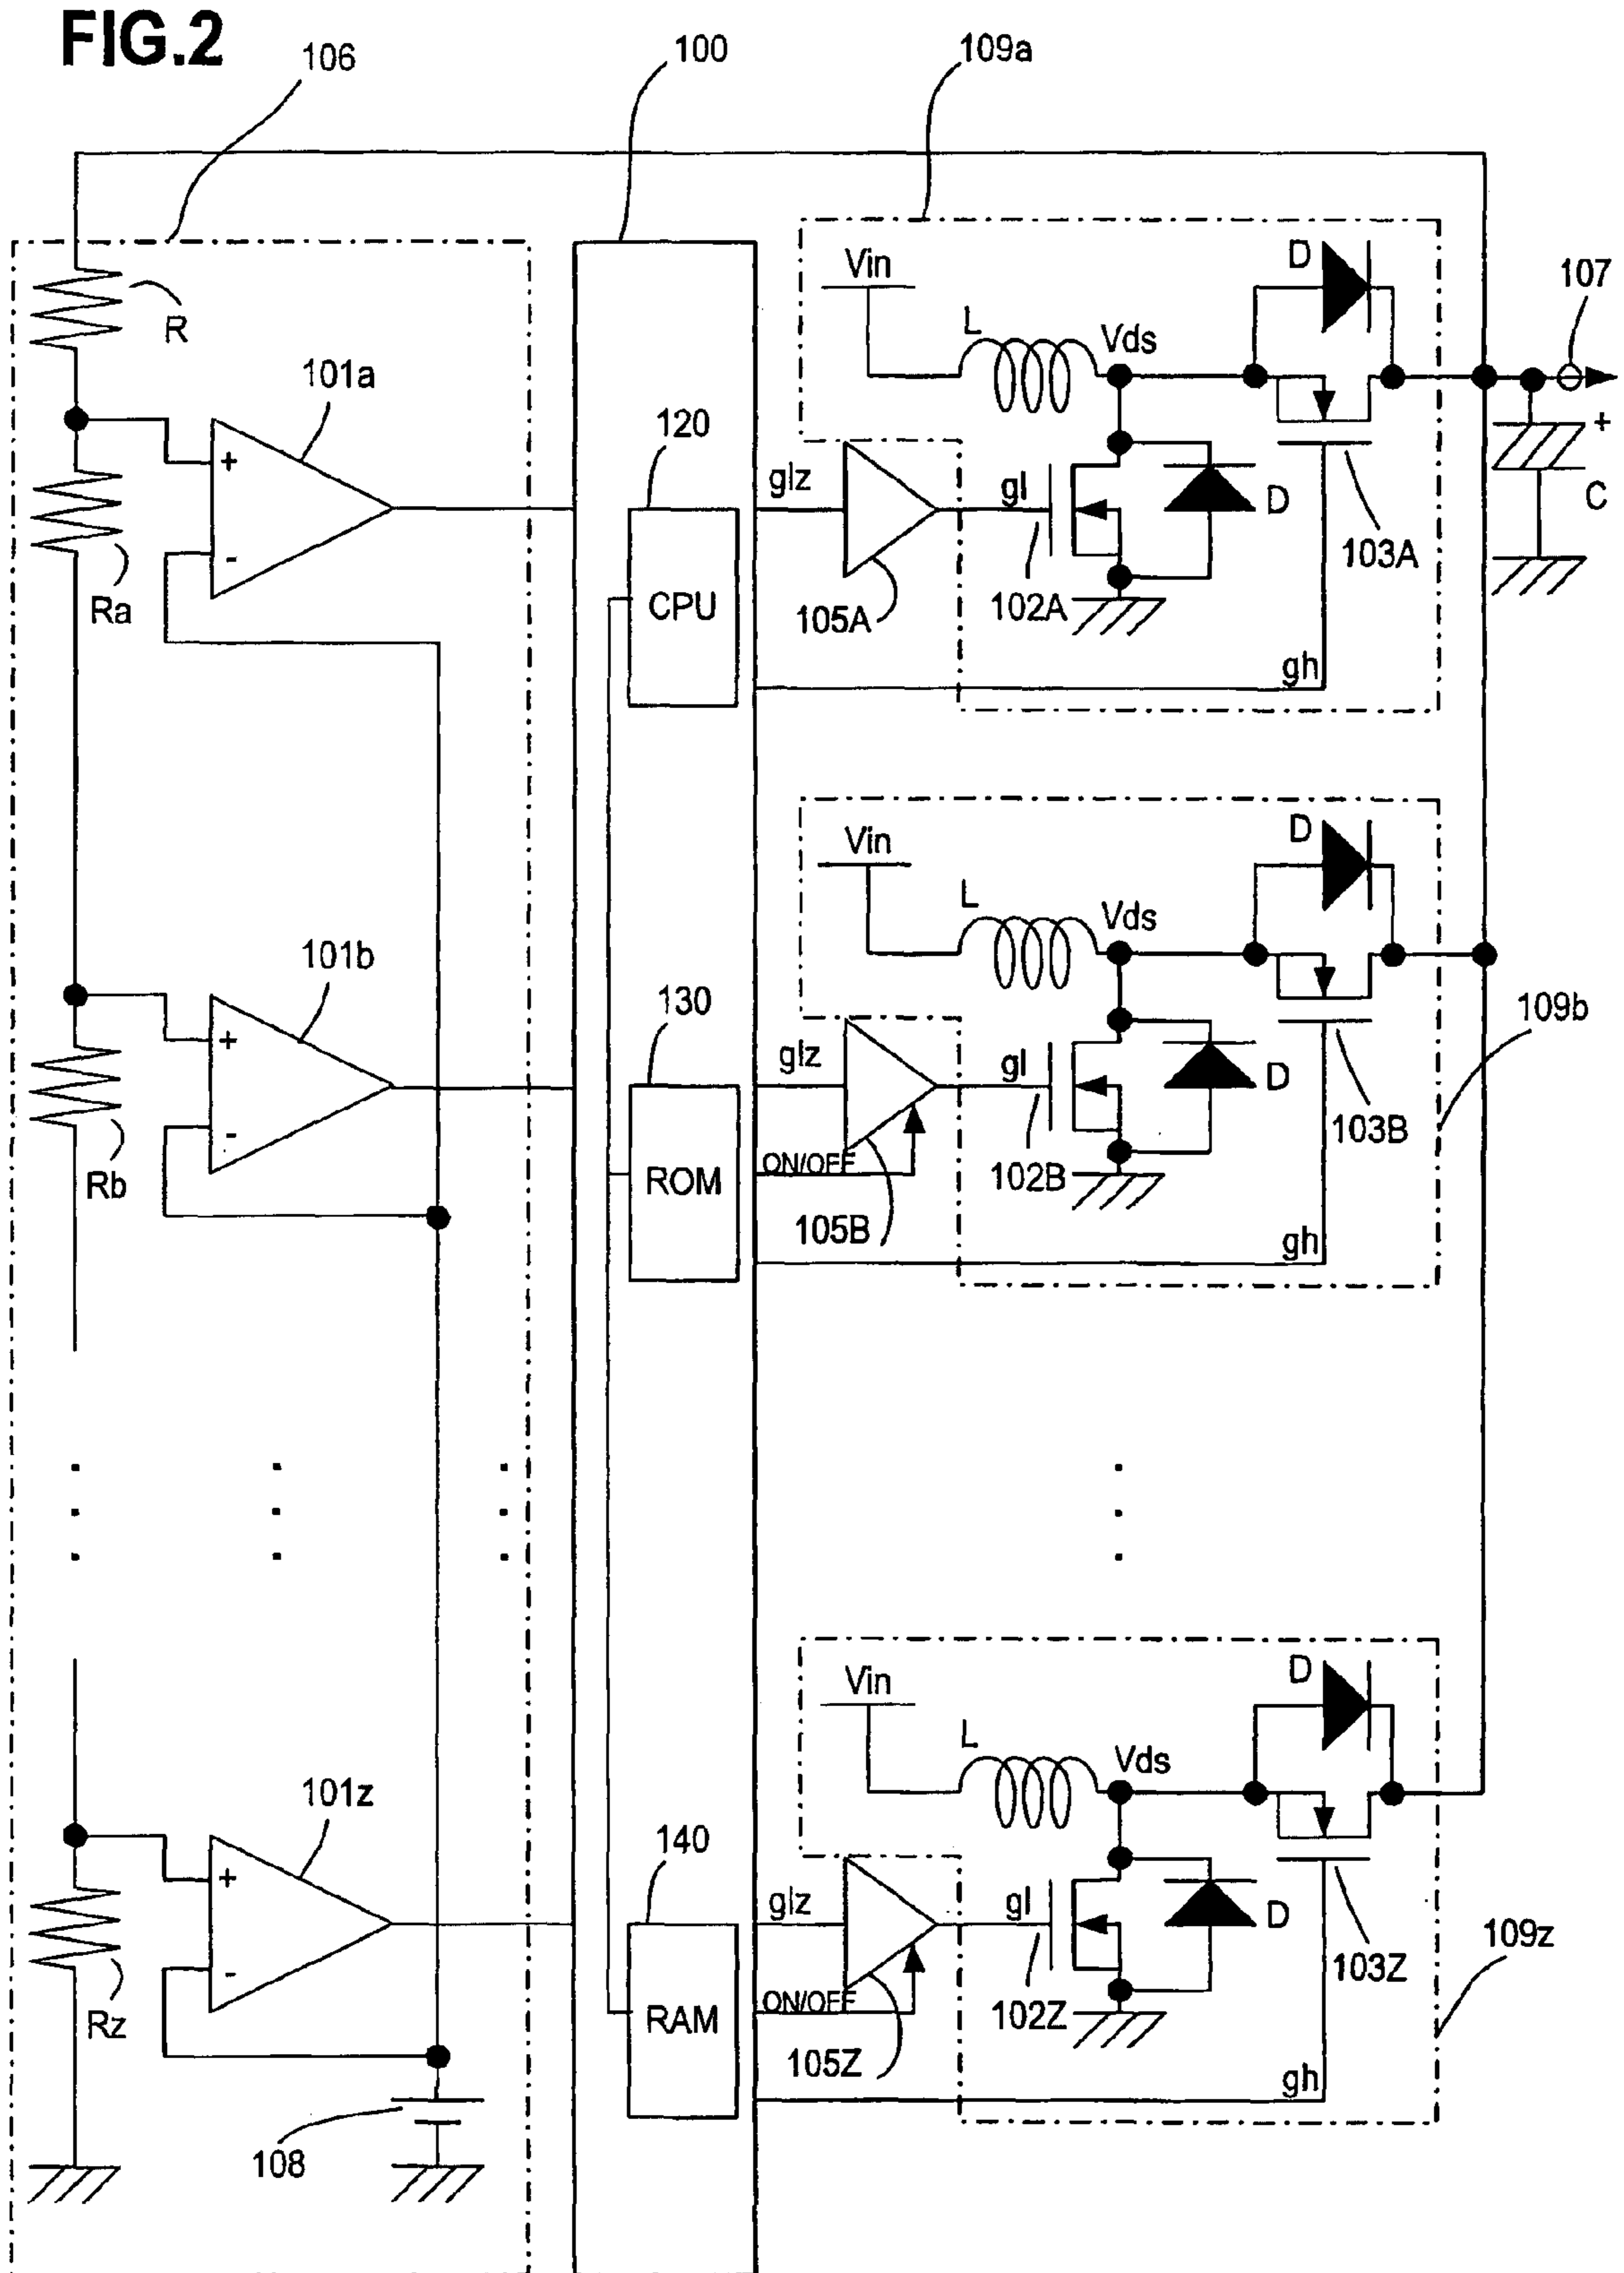 FIG.2
106
100
109a
R
Vin
D
107
L
Vds
101a
+
-
Ra
120
CPU
glz
105A
gl
102A
D
103A
+
C
gh
Vin
D
L
Vds
101b
+
-
Rb
130
ROM
glz
ON/OFF
105B
gl
102B
D
103B
109b
gh
Vin
D
L
Vds
101z
+
-
Rz
140
RAM
glz
ON/OFF
105Z
gl
102Z
D
103Z
109z
gh
108